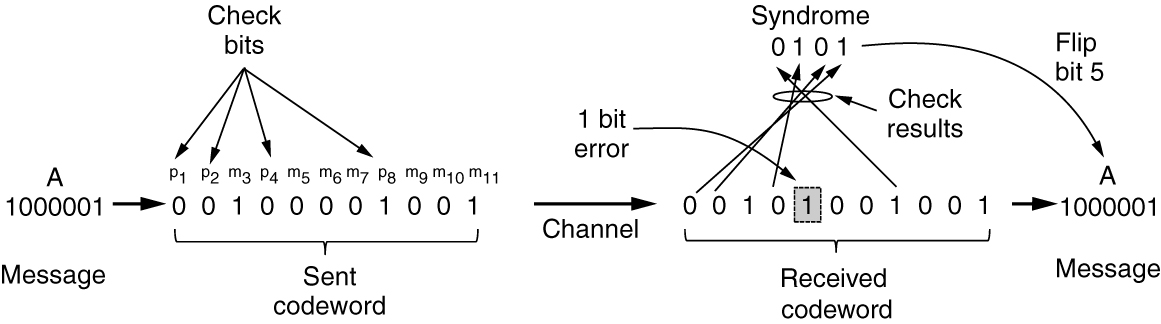 Check
bits
A
1000001
Message
p1 p2 m3 p4 m5 m6 m7 p8 m9 m10 m11
0 0 1 0 0 0 0 1 0 0 1
Sent
codeword
Channel
1 bit
error
Syndrome
0 1 0 1
Check
results
Flip
bit 5
0 0 1 0 1 0 0 1 0 0 1
Received
codeword
A
1000001
Message